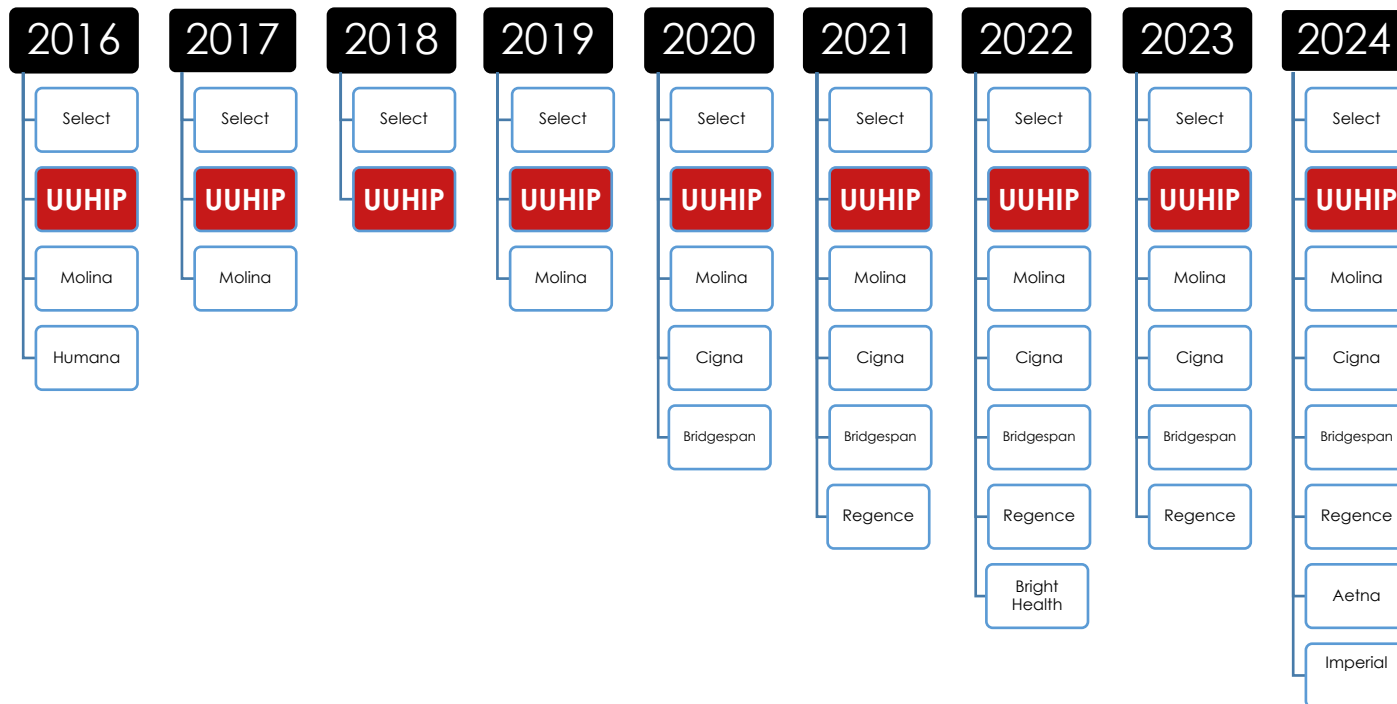 2016
Select
UUHIP
Molina
Humana
2017
Select
UUHIP
Molina
2018
Select
UUHIP
2019
Select
UUHIP
Molina
2020
Select
UUHIP
Molina
Cigna
Bridgespan
2021
Select
UUHIP
Molina
Cigna
Bridgespan
Regence
2022
Select
UUHIP
Molina
Cigna
Bridgespan
Regence
Bright
Health
2023
Select
UUHIP
Molina
Cigna
Bridgespan
Regence
2024
Select
UUHIP
Molina
Cigna
Bridgespan
Regence
Aetna
Imperial